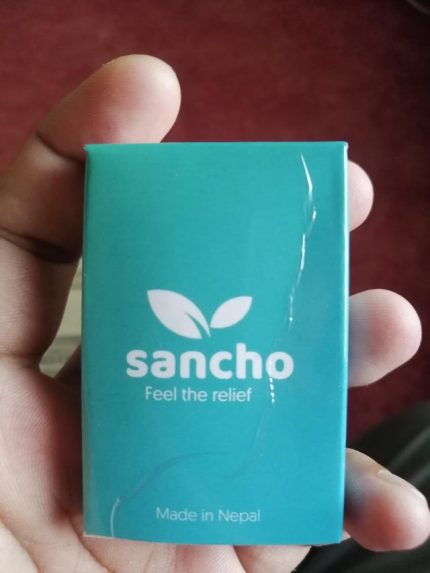 sancho
Feel the relief
Made in Nepal